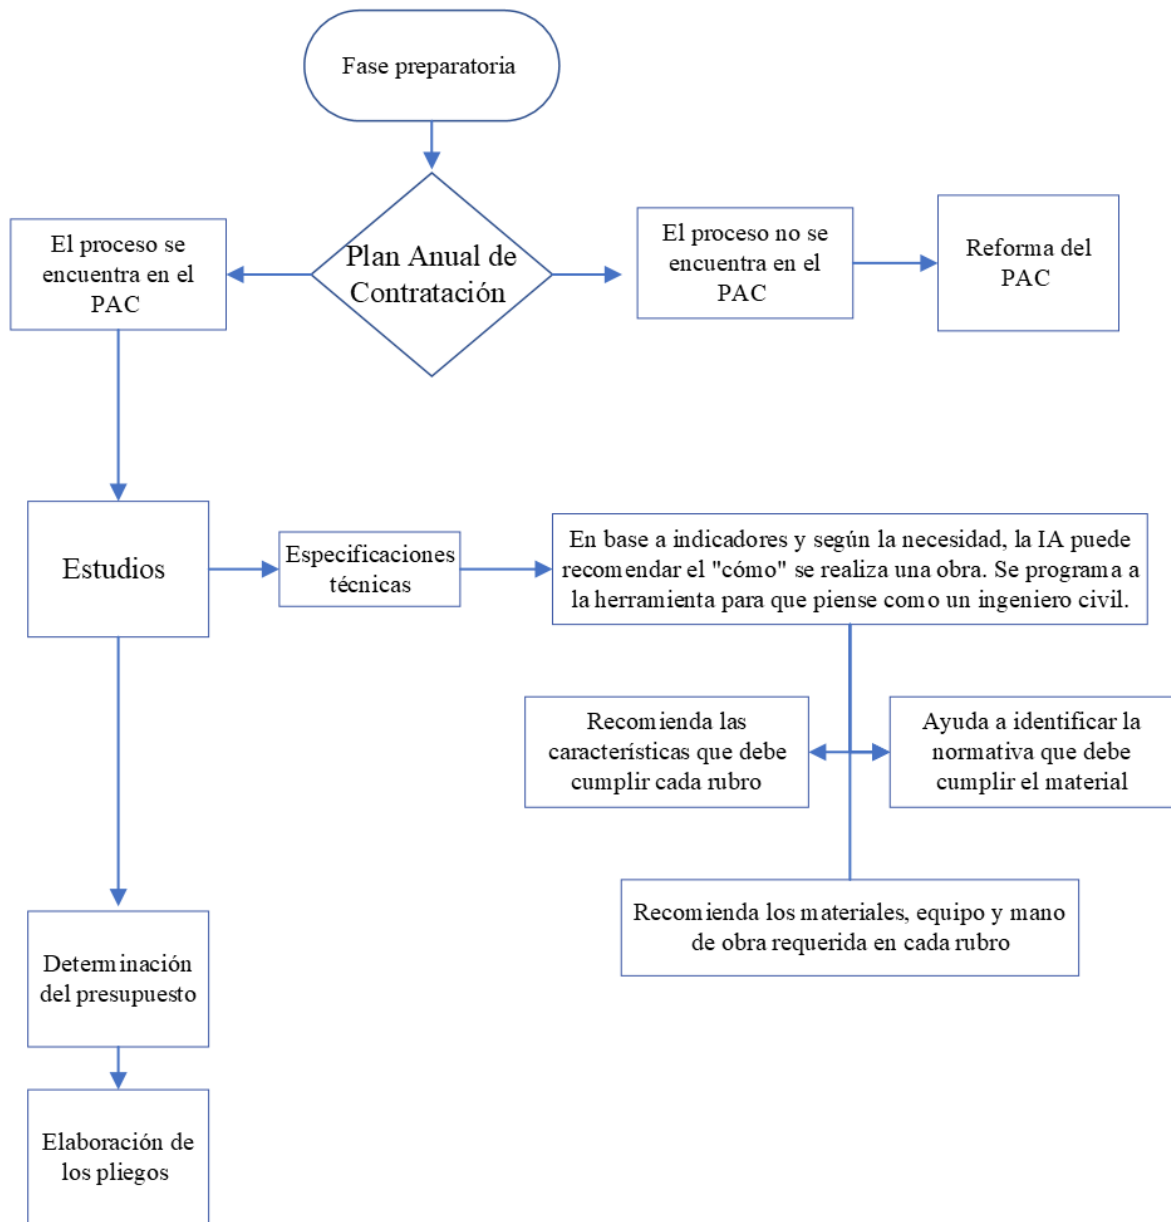 Fase preparatoria
El proceso se
encuentra en el
PAC
Plan Anual de
Contratación
El proceso no se
encuentra en el
PAC
Reforma del
PAC
Estudios
Especificaciones
técnicas
En base a indicadores y según la necesidad, la IA puede
recomendar el "cómo" se realiza una obra. Se programa a
la herramienta para que piense como un ingeniero civil.
Recomienda las
características que debe
cumplir cada rubro
Ayuda a identificar la
normativa que debe
cumplir el material
Recomienda los materiales, equipo y mano
de obra requerida en cada rubro
Determinación
del presupuesto
Elaboración de
los pliegos